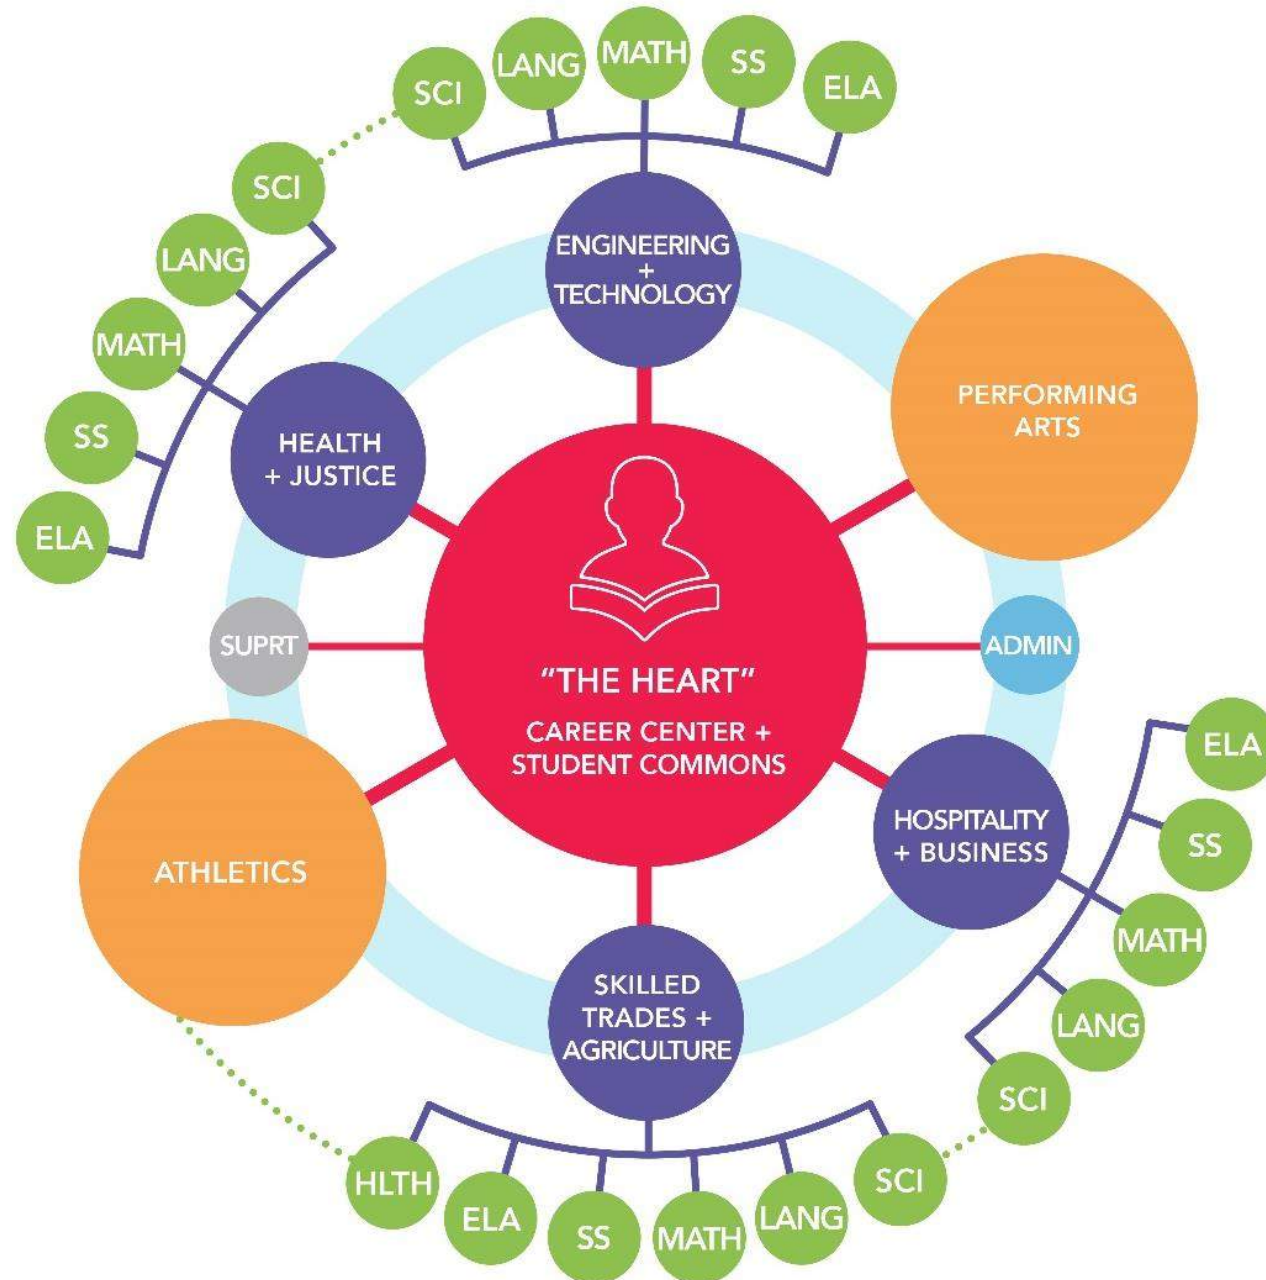 SCI
LANG
MATH
SS
ELA
SCI
LANG
MATH
SS
ELA
ENGINEERING
+
TECHNOLOGY
PERFORMING
ARTS
HEALTH
+ JUSTICE
SUPRT
ADMIN
“THE HEART”
CAREER CENTER +
STUDENT COMMONS
ATHLETICS
HOSPITALITY
+ BUSINESS
ELA
SS
MATH
LANG
SCI
SKILLED
TRADES +
AGRICULTURE
HLTH
ELA
SS
MATH
LANG
SCI